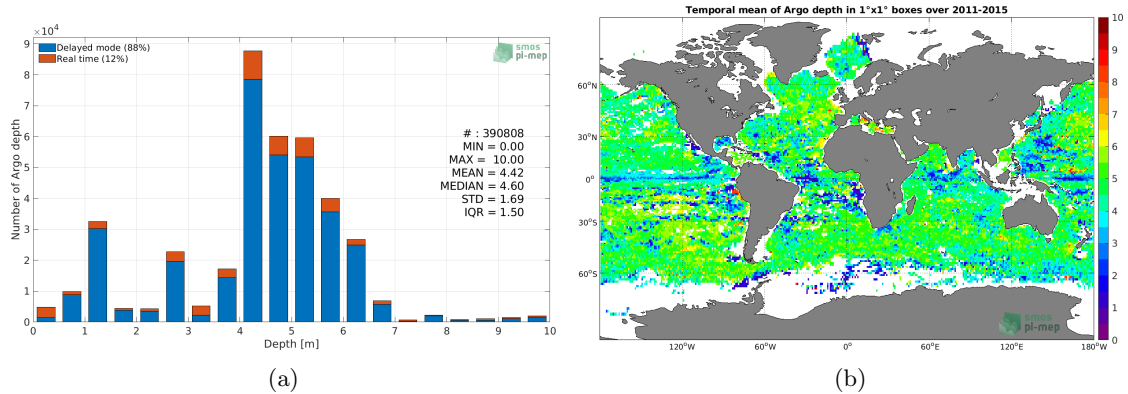 ×10⁴
Delayed mode (88%)
Real time (12%)
smos
pi-mep
# : 390808
MIN = 0.00
MAX = 10.00
MEAN = 4.42
MEDIAN = 4.60
STD = 1.69
IQR = 1.50
Number of Argo depth
9
8
7
6
5
4
3
2
1
0
0 1 2 3 4 5 6 7 8 9 10
Depth [m]
(a)
Temporal mean of Argo depth in 1°x1° boxes over 2011-2015
60°N
30°N
0°
30°S
60°S
120°W 60°W 0° 60°E 120°E 180°W
smos
pi-mep
10
9
8
7
6
5
4
3
2
1
0
(b)